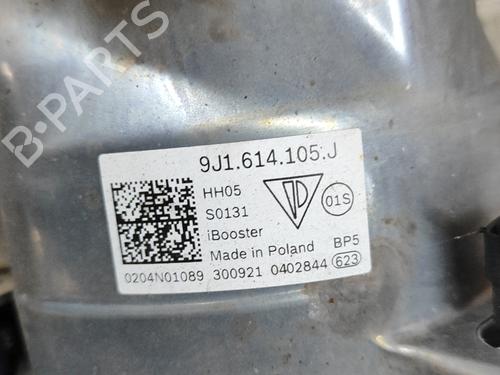 9J1.614.105.J
HH05
S0131
01S
iBooster
Made in Poland BP5
0204N01089 300921 0402844 623
B-PARTS